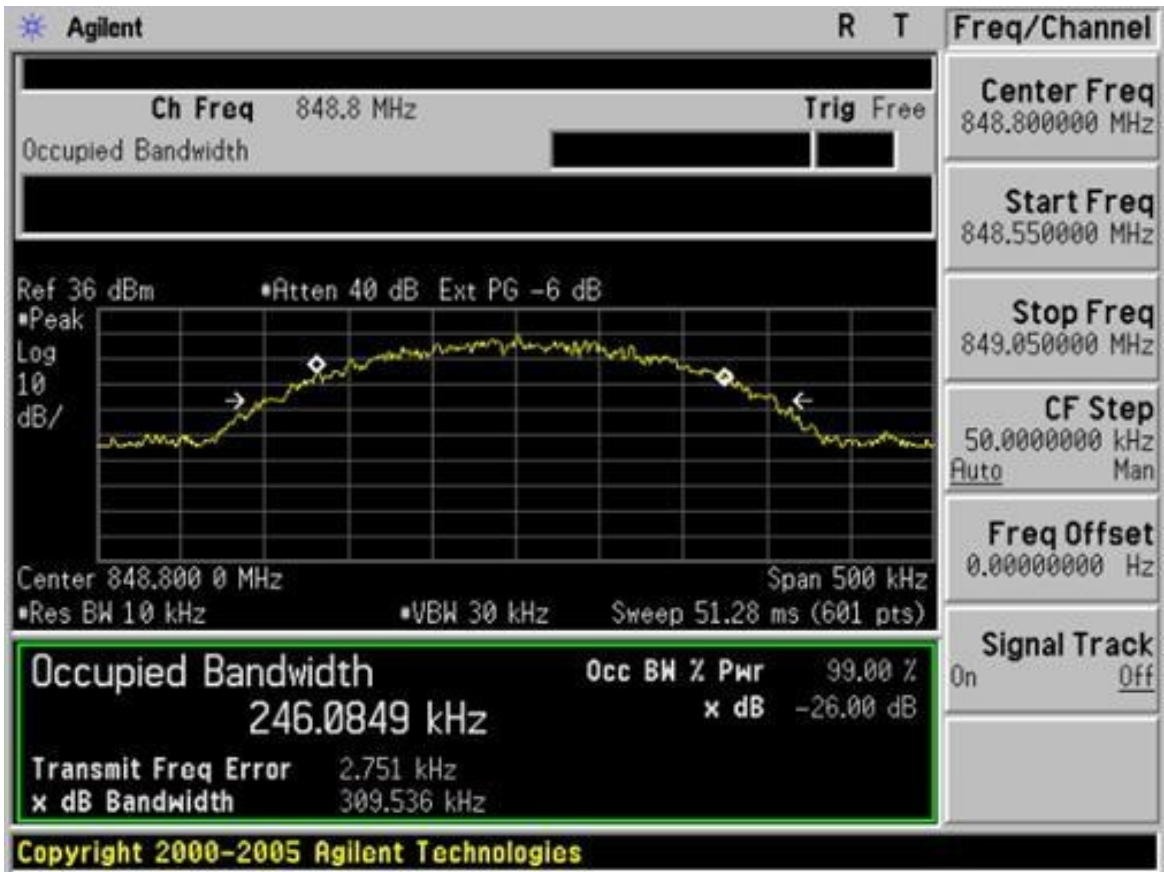 Agilent R T Freq/Channel
Ch Freq 848.8 MHz Trig Free
Occupied Bandwidth
Center Freq
848.800000 MHz
Start Freq
848.550000 MHz
Stop Freq
849.050000 MHz
CF Step
50.0000000 kHz
Auto Man
Freq Offset
0.00000000 Hz
Signal Track
On Off
Ref 36 dBm #Atten 40 dB Ext PG -6 dB
#Peak
Log
10
dB/
Center 848.800 0 MHz Span 500 kHz
#Res BW 10 kHz #VBW 30 kHz Sweep 51.28 ms (601 pts)
Occupied Bandwidth
246.0849 kHz
Occ BW % Pwr 99.00 %
x dB -26.00 dB
Transmit Freq Error 2.751 kHz
x dB Bandwidth 309.536 kHz
Copyright 2000-2005 Agilent Technologies